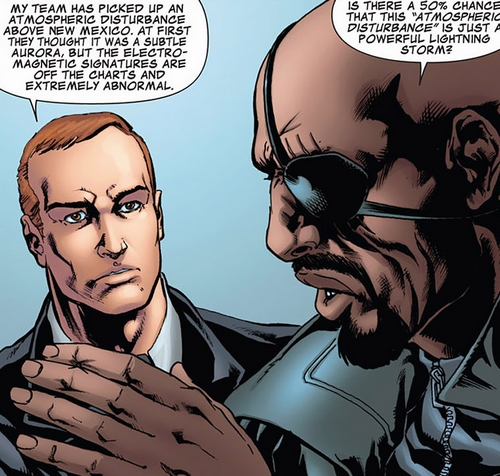 MY TEAM HAS PICKED UP AN
ATMOSPHERIC DISTURBANCE
ABOVE NEW MEXICO. AT FIRST
THEY THOUGHT IT WAS A SUBTLE
AURORA, BUT THE ELECTRO-
MAGNETIC SIGNATURES ARE
OFF THE CHARTS AND
EXTREMELY ABNORMAL.
IS THERE A 50% CHANCE
THAT THIS "ATMOSPHERIC
DISTURBANCE" IS JUST A
POWERFUL LIGHTNING
STORM?